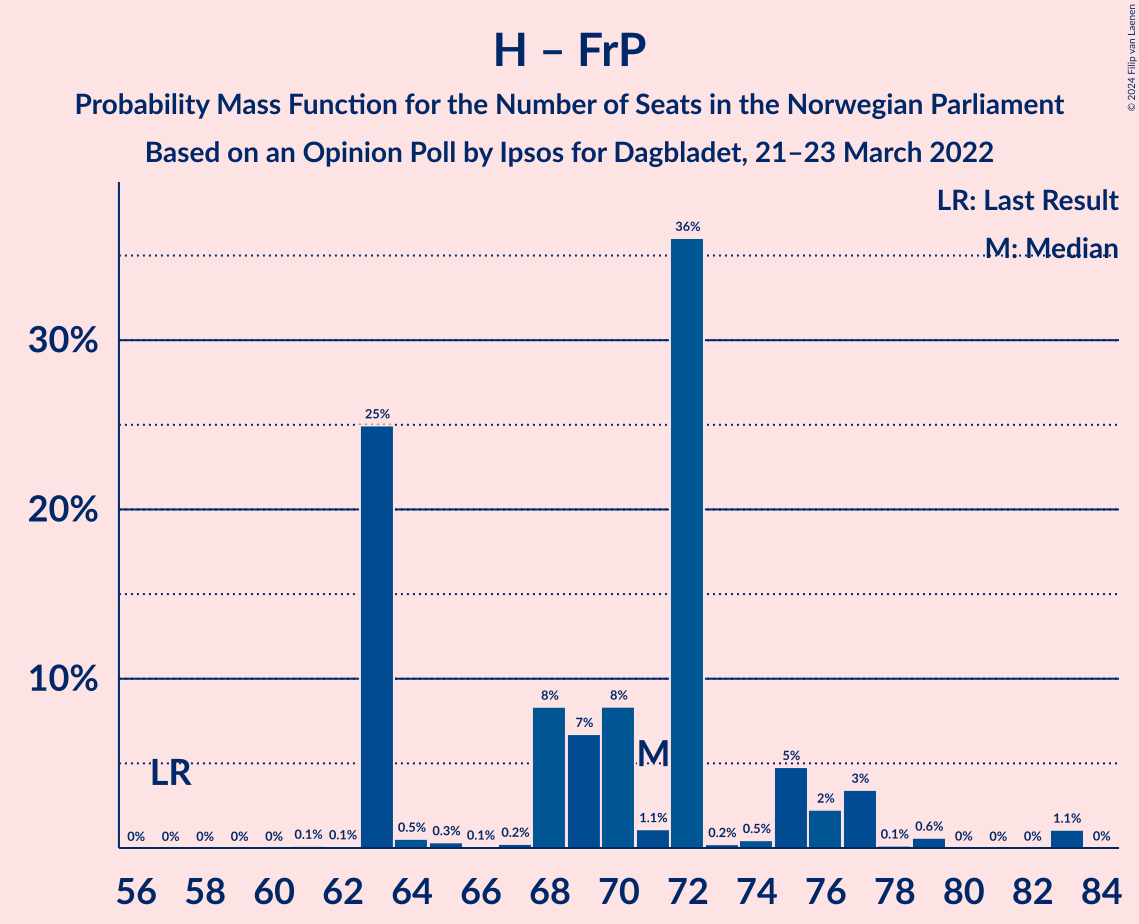 H – FrP
Probability Mass Function for the Number of Seats in the Norwegian Parliament
Based on an Opinion Poll by Ipsos for Dagbladet, 21–23 March 2022
© 2024 Filip van Laenen
LR: Last Result
M: Median
36%
30%
25%
20%
10%
8%
8%
7%
M
5%
LR
3%
2%
0% 0% 0% 0% 0% 0.1% 0.1% 0.5% 0.3% 0.1% 0.2% 1.1% 0.2% 0.5% 0.1% 0.6% 0% 0% 0% 1.1% 0%
56 58 60 62 64 66 68 70 72 74 76 78 80 82 84